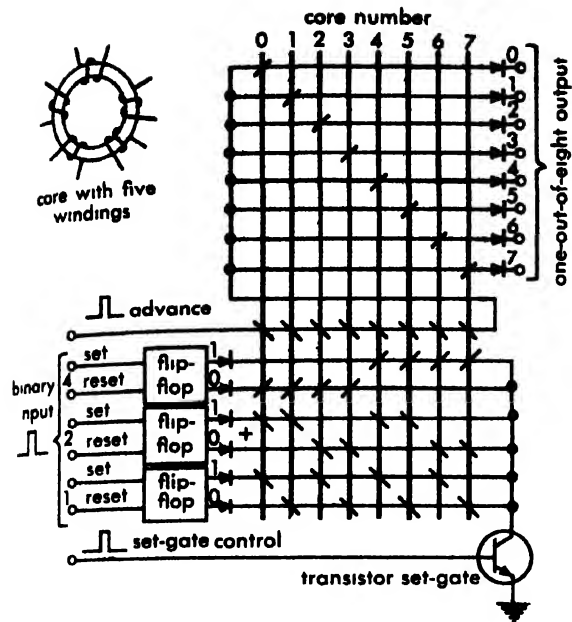 core number
0 1 2 3 4 5 6 7
0
1
2
3
4
5
6
7
one-out-of-eight output
core with five
windings
advance
set
flip-
flop
1
binary
4 reset
0
nput
set
flip-
flop
1
2 reset
0
+
set
flip-
flop
1
1 reset
0
set-gate control
transistor set-gate